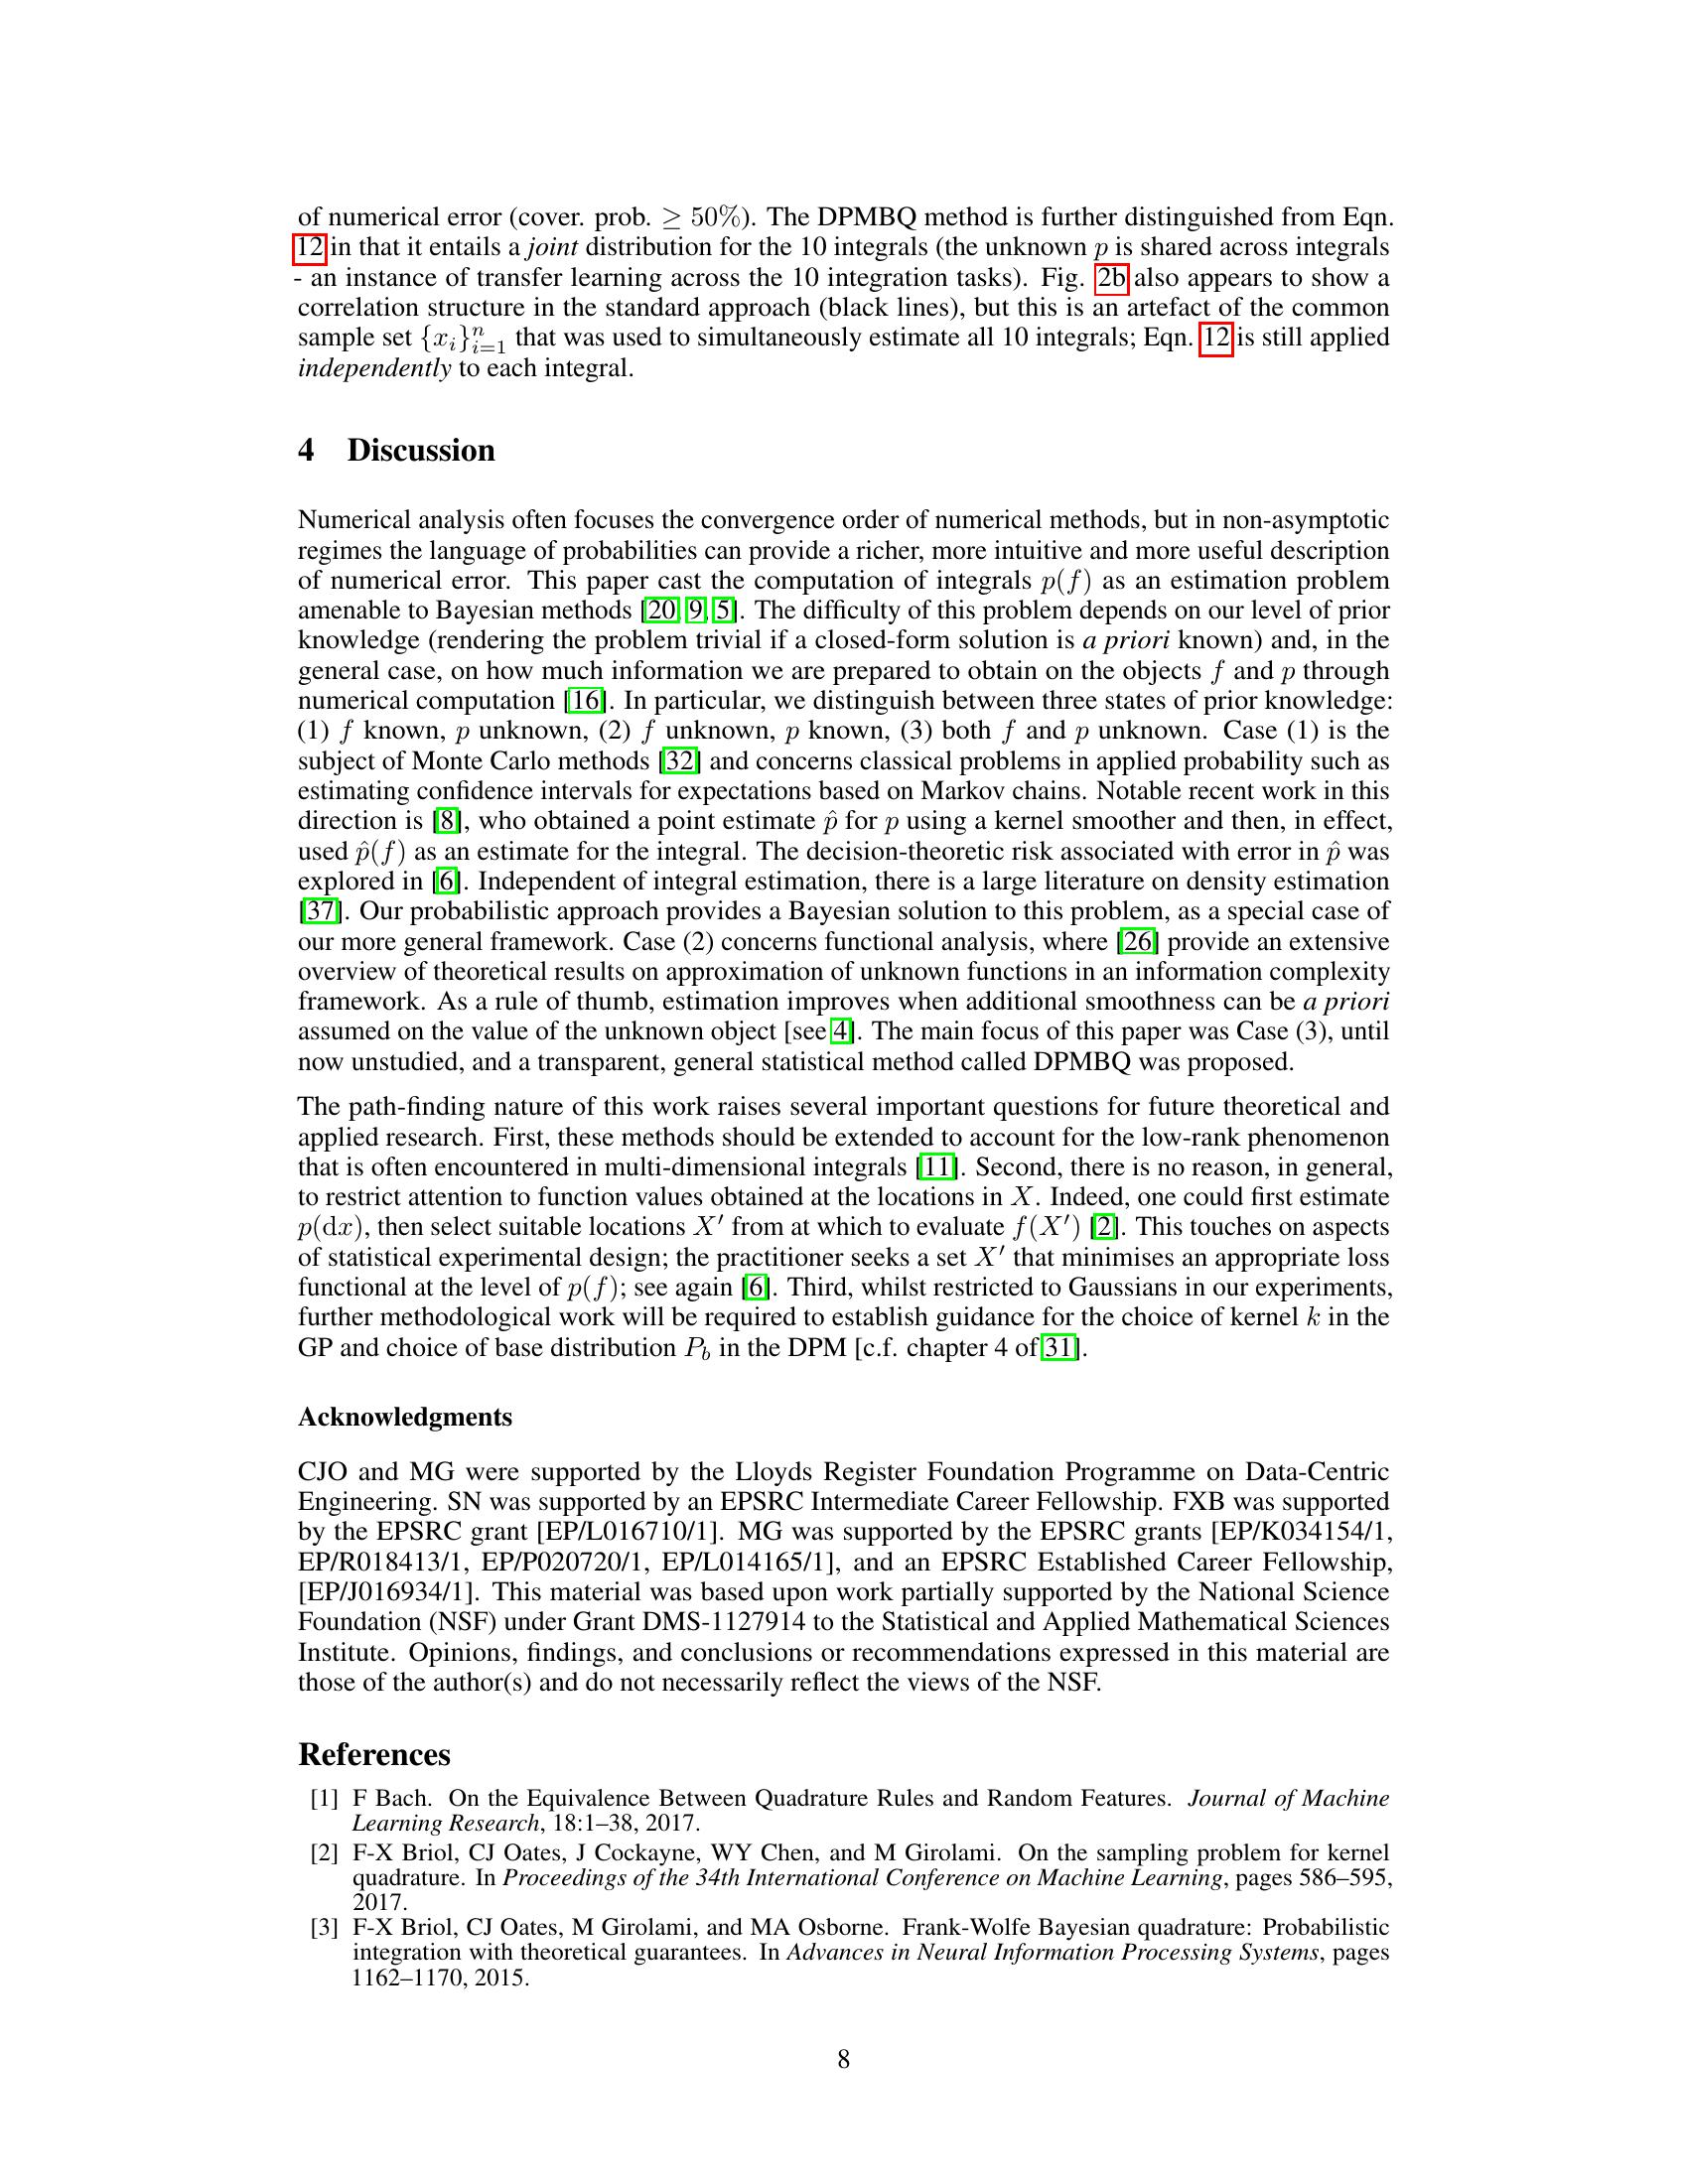 of numerical error (cover. prob. ≥ 50%). The DPMBQ method is further distinguished from Eqn.
12 in that it entails a joint distribution for the 10 integrals (the unknown p is shared across integrals
- an instance of transfer learning across the 10 integration tasks). Fig. 2b also appears to show a
correlation structure in the standard approach (black lines), but this is an artefact of the common
sample set {x_i}_{i=1}^n that was used to simultaneously estimate all 10 integrals; Eqn. 12 is still applied
independently to each integral.
4 Discussion
Numerical analysis often focuses the convergence order of numerical methods, but in non-asymptotic
regimes the language of probabilities can provide a richer, more intuitive and more useful description
of numerical error. This paper cast the computation of integrals p(f) as an estimation problem
amenable to Bayesian methods [20, 9, 5]. The difficulty of this problem depends on our level of prior
knowledge (rendering the problem trivial if a closed-form solution is a priori known) and, in the
general case, on how much information we are prepared to obtain on the objects f and p through
numerical computation [16]. In particular, we distinguish between three states of prior knowledge:
(1) f known, p unknown, (2) f unknown, p known, (3) both f and p unknown. Case (1) is the
subject of Monte Carlo methods [32] and concerns classical problems in applied probability such as
estimating confidence intervals for expectations based on Markov chains. Notable recent work in this
direction is [8], who obtained a point estimate p̂ for p using a kernel smoother and then, in effect,
used p̂(f) as an estimate for the integral. The decision-theoretic risk associated with error in p̂ was
explored in [6]. Independent of integral estimation, there is a large literature on density estimation
[37]. Our probabilistic approach provides a Bayesian solution to this problem, as a special case of
our more general framework. Case (2) concerns functional analysis, where [26] provide an extensive
overview of theoretical results on approximation of unknown functions in an information complexity
framework. As a rule of thumb, estimation improves when additional smoothness can be a priori
assumed on the value of the unknown object [see 4]. The main focus of this paper was Case (3), until
now unstudied, and a transparent, general statistical method called DPMBQ was proposed.
The path-finding nature of this work raises several important questions for future theoretical and
applied research. First, these methods should be extended to account for the low-rank phenomenon
that is often encountered in multi-dimensional integrals [11]. Second, there is no reason, in general,
to restrict attention to function values obtained at the locations in X. Indeed, one could first estimate
p(dx), then select suitable locations X′ from at which to evaluate f(X′) [2]. This touches on aspects
of statistical experimental design; the practitioner seeks a set X′ that minimises an appropriate loss
functional at the level of p(f); see again [6]. Third, whilst restricted to Gaussians in our experiments,
further methodological work will be required to establish guidance for the choice of kernel k in the
GP and choice of base distribution P_b in the DPM [c.f. chapter 4 of 31].
Acknowledgments
CJO and MG were supported by the Lloyds Register Foundation Programme on Data-Centric
Engineering. SN was supported by an EPSRC Intermediate Career Fellowship. FXB was supported
by the EPSRC grant [EP/L016710/1]. MG was supported by the EPSRC grants [EP/K034154/1,
EP/R018413/1, EP/P020720/1, EP/L014165/1], and an EPSRC Established Career Fellowship,
[EP/J016934/1]. This material was based upon work partially supported by the National Science
Foundation (NSF) under Grant DMS-1127914 to the Statistical and Applied Mathematical Sciences
Institute. Opinions, findings, and conclusions or recommendations expressed in this material are
those of the author(s) and do not necessarily reflect the views of the NSF.
References
[1] F Bach. On the Equivalence Between Quadrature Rules and Random Features. Journal of Machine
Learning Research, 18:1–38, 2017.
[2] F-X Briol, CJ Oates, J Cockayne, WY Chen, and M Girolami. On the sampling problem for kernel
quadrature. In Proceedings of the 34th International Conference on Machine Learning, pages 586–595,
2017.
[3] F-X Briol, CJ Oates, M Girolami, and MA Osborne. Frank-Wolfe Bayesian quadrature: Probabilistic
integration with theoretical guarantees. In Advances in Neural Information Processing Systems, pages
1162–1170, 2015.
8